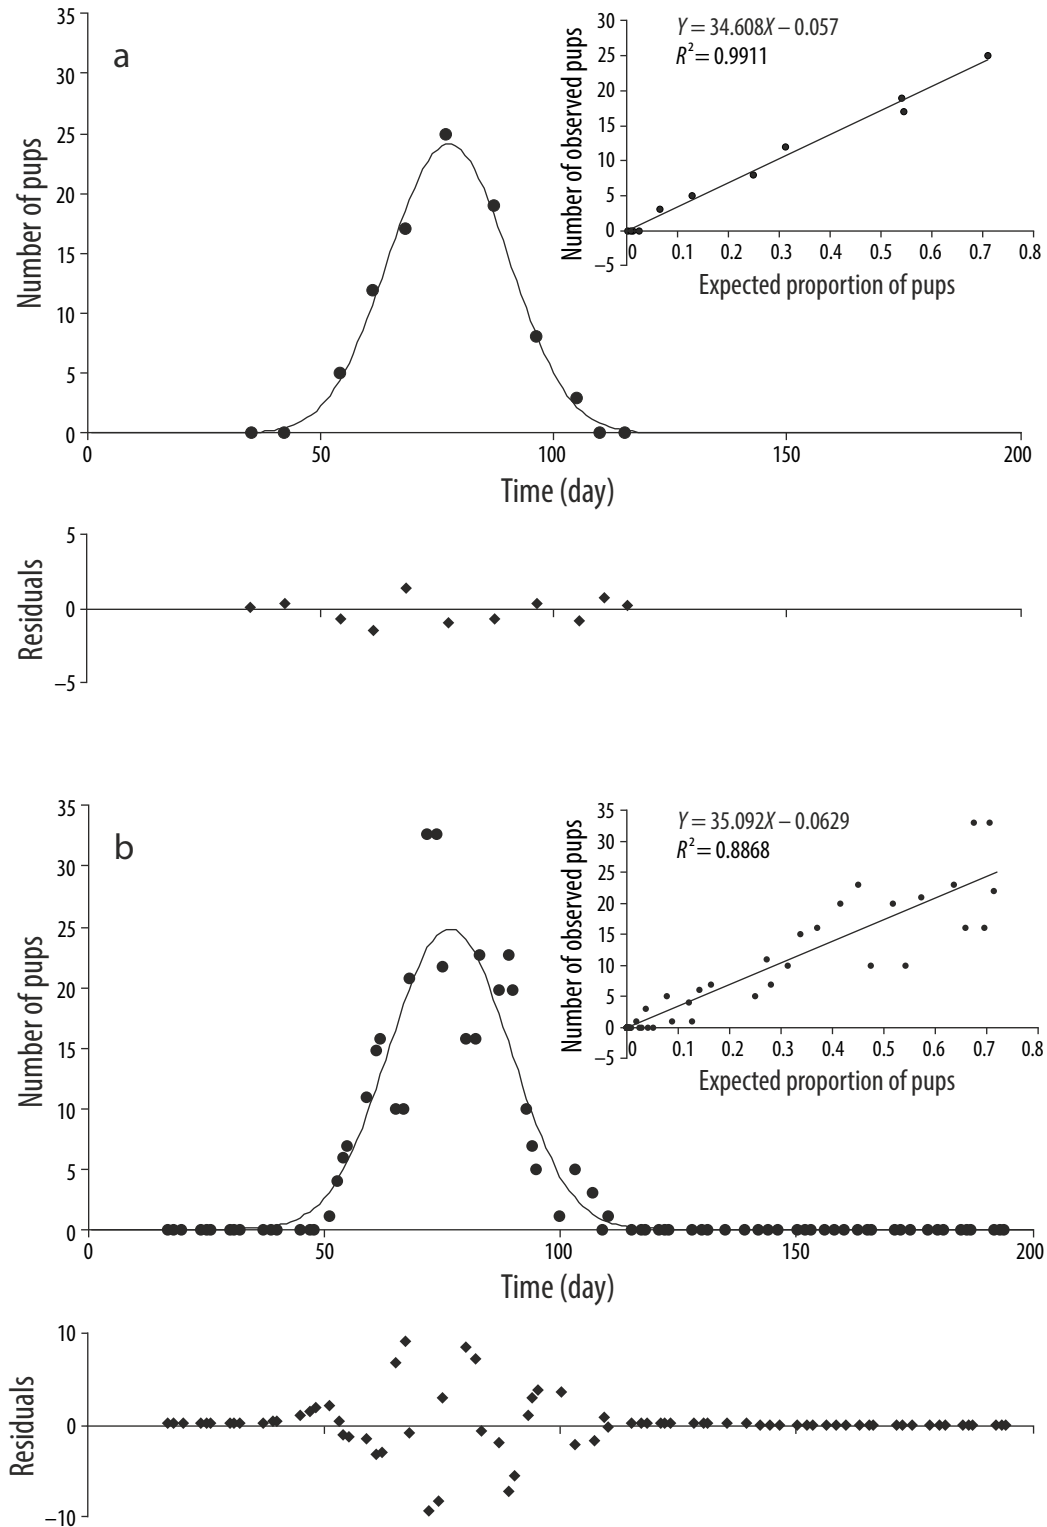 a
Number of pups
35
30
25
20
15
10
5
0
0 50 100 150 200
Time (day)
Y = 34.608X – 0.057
R² = 0.9911
Number of observed pups
30
25
20
15
10
5
0
–5
0 0.1 0.2 0.3 0.4 0.5 0.6 0.7 0.8
Expected proportion of pups
Residuals
5
0
–5
b
Number of pups
35
30
25
20
15
10
5
0
0 50 100 150 200
Time (day)
Y = 35.092X – 0.0629
R² = 0.8868
Number of observed pups
35
30
25
20
15
10
5
0
–5
0 0.1 0.2 0.3 0.4 0.5 0.6 0.7 0.8
Expected proportion of pups
Residuals
10
0
–10